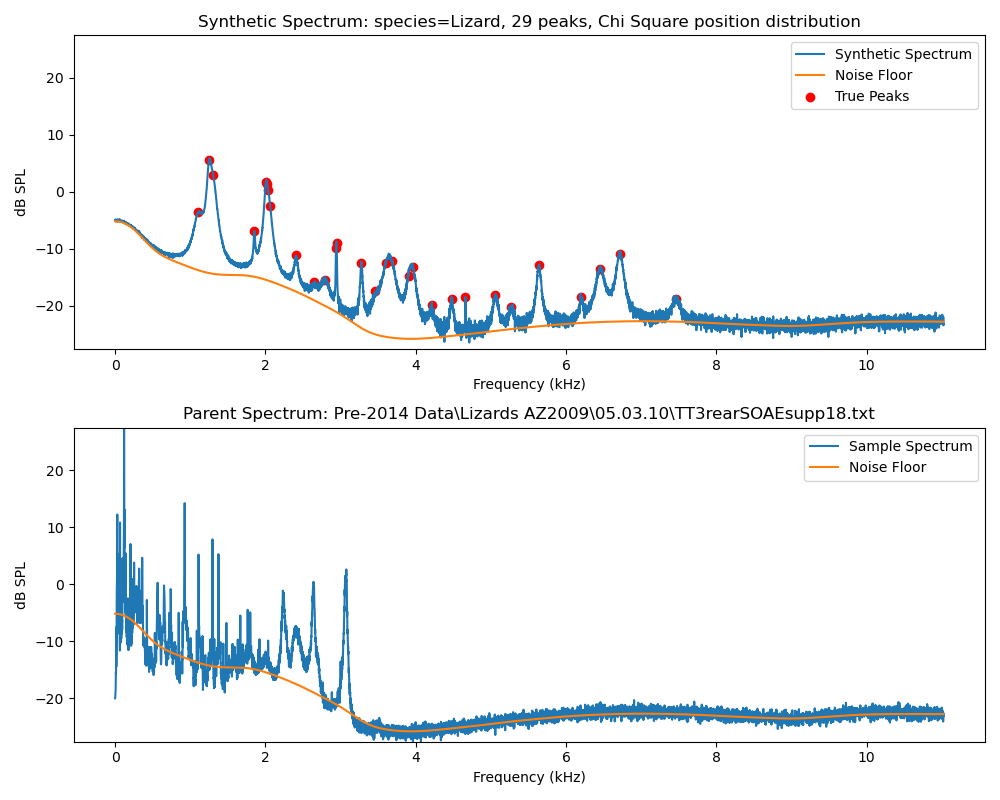 Synthetic Spectrum: species=Lizard, 29 peaks, Chi Square position distribution
Synthetic Spectrum
Noise Floor
True Peaks
dB SPL
20
10
0
−10
−20
0 2 4 6 8 10
Frequency (kHz)
Parent Spectrum: Pre-2014 Data\Lizards AZ2009\05.03.10\TT3rearSOAEsupp18.txt
Sample Spectrum
Noise Floor
dB SPL
20
10
0
−10
−20
0 2 4 6 8 10
Frequency (kHz)